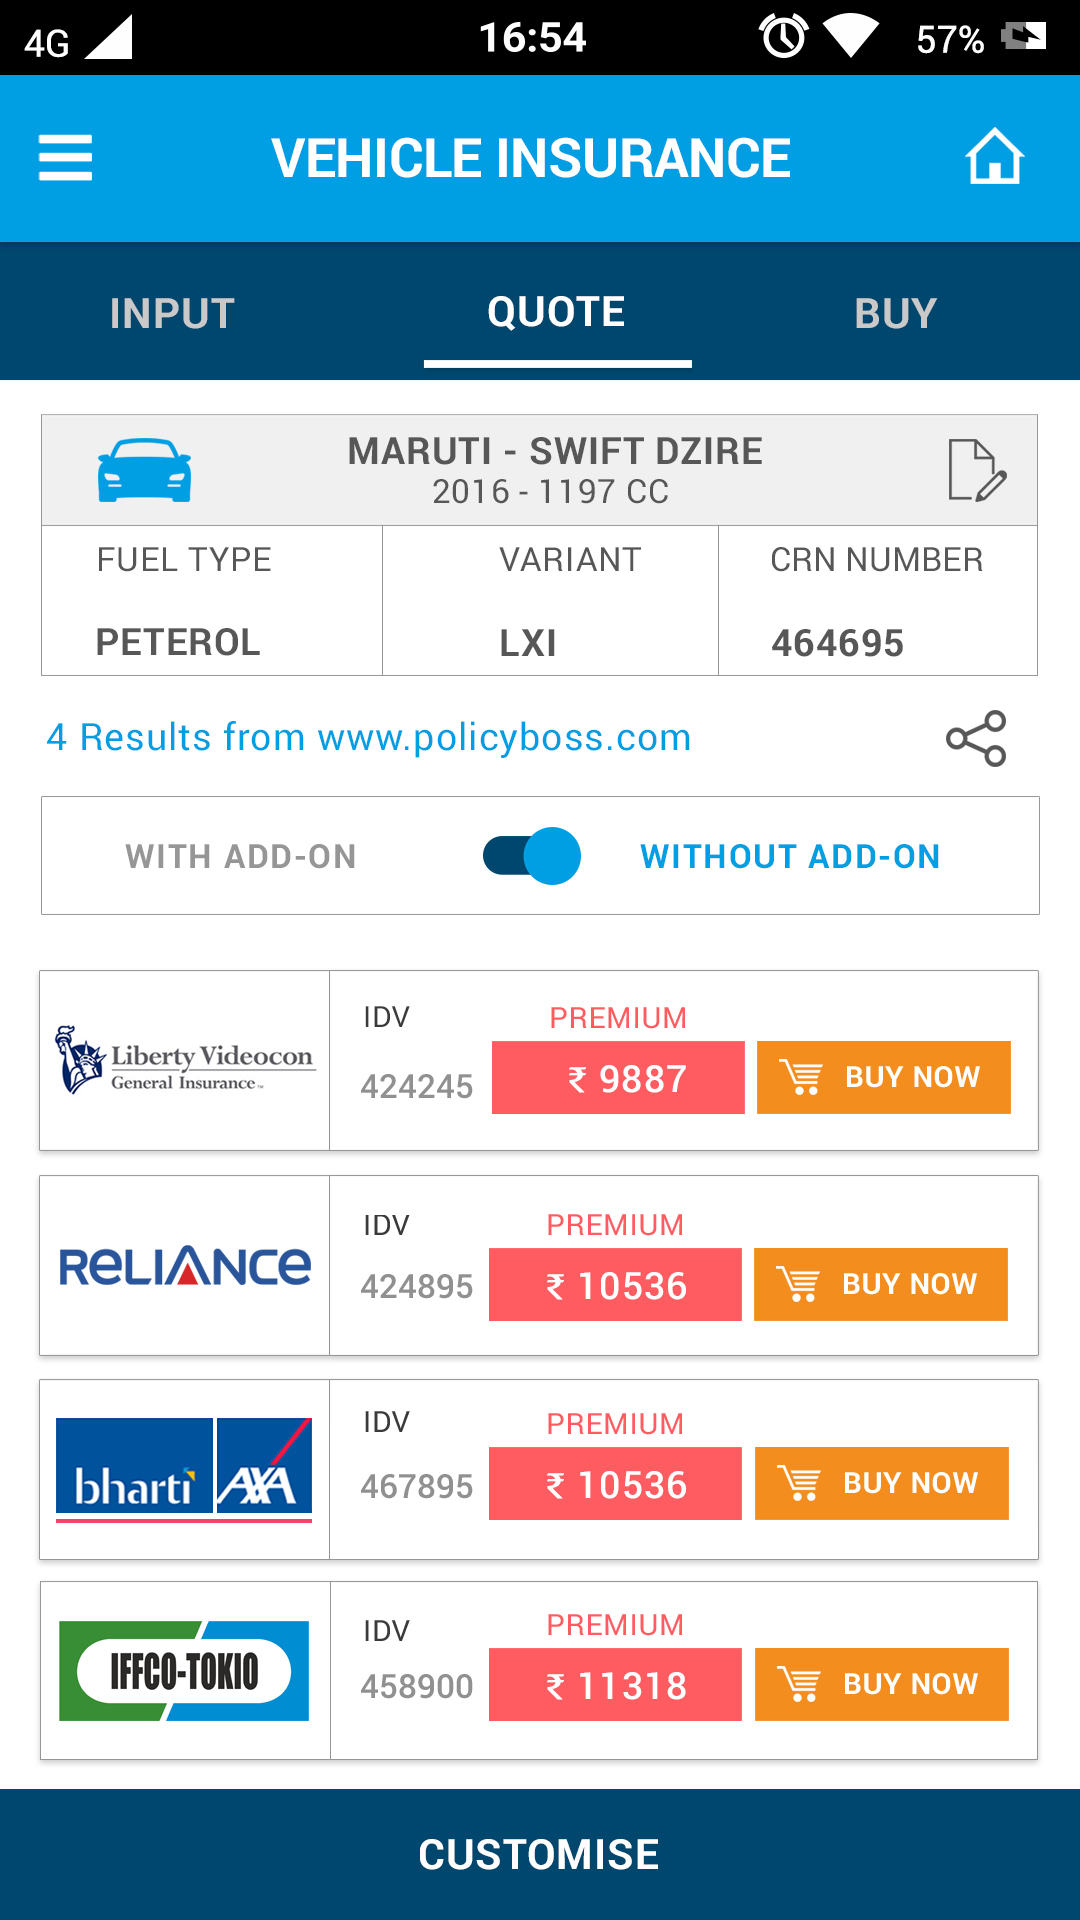 4G 16:54 57%
VEHICLE INSURANCE
INPUT QUOTE BUY
MARUTI - SWIFT DZIRE
2016 - 1197 CC
FUEL TYPE VARIANT CRN NUMBER
PETEROL LXI 464695
4 Results from www.policyboss.com
WITH ADD-ON WITHOUT ADD-ON
Liberty Videocon
General Insurance™
IDV PREMIUM
424245 ₹ 9887 BUY NOW
RELIANCE
IDV PREMIUM
424895 ₹ 10536 BUY NOW
bharti AXA
IDV PREMIUM
467895 ₹ 10536 BUY NOW
IFFCO-TOKIO
IDV PREMIUM
458900 ₹ 11318 BUY NOW
CUSTOMISE